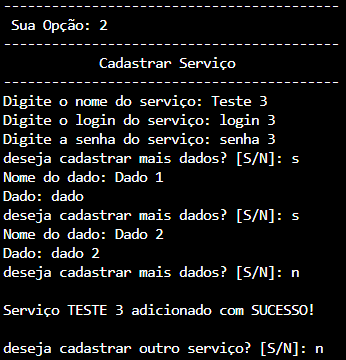 ------------------------------------------
Sua Opção: 2
------------------------------------------
Cadastrar Serviço
------------------------------------------
Digite o nome do serviço: Teste 3
Digite o login do serviço: login 3
Digite a senha do serviço: senha 3
deseja cadastrar mais dados? [S/N]: s
Nome do dado: Dado 1
Dado: dado
deseja cadastrar mais dados? [S/N]: s
Nome do dado: Dado 2
Dado: dado 2
deseja cadastrar mais dados? [S/N]: n
Serviço TESTE 3 adicionado com SUCESSO!
deseja cadastrar outro serviço? [S/N]: n